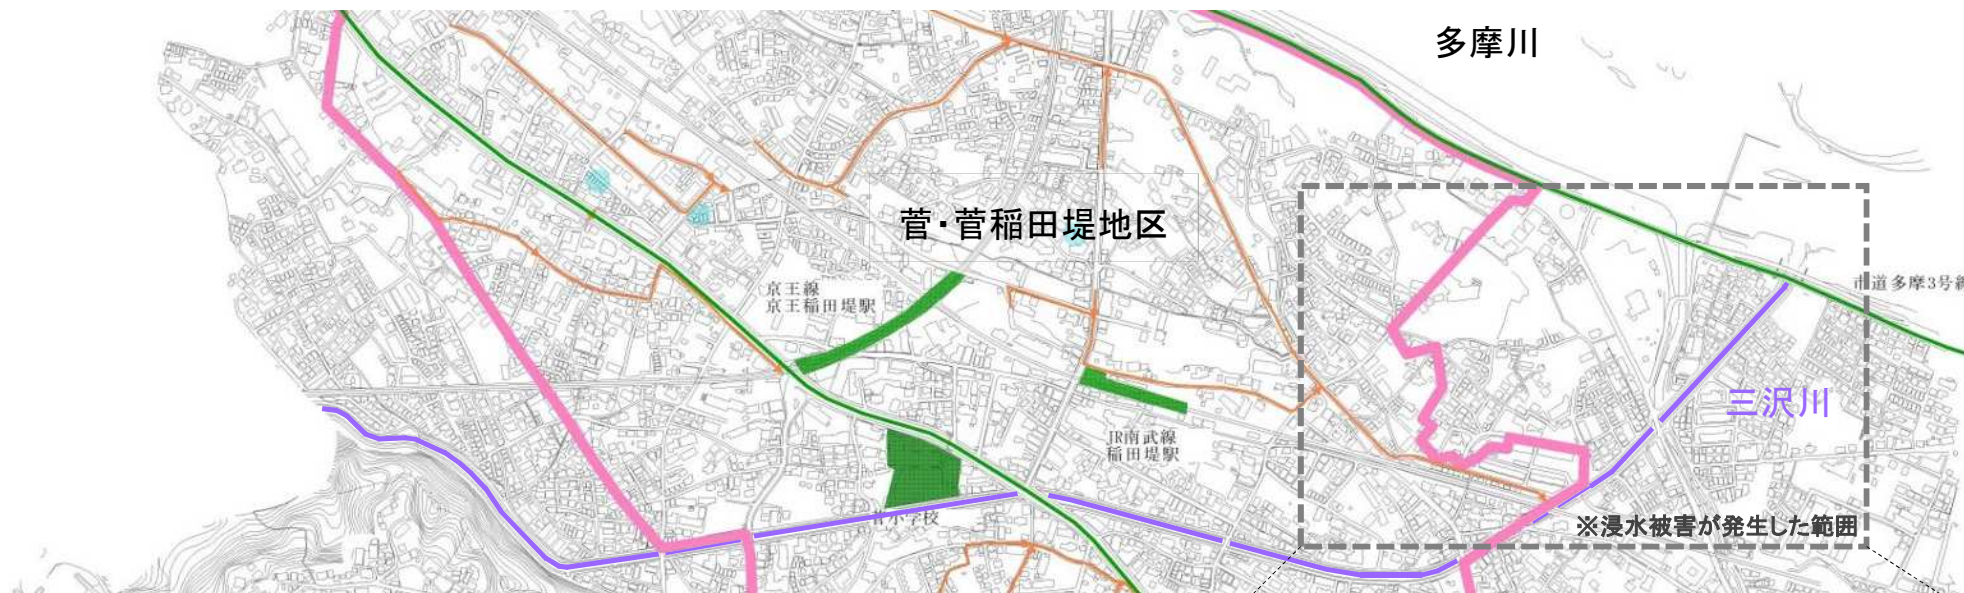 多摩川
菅・菅稲田堤地区
京王線
京王稲田堤駅
市道多摩3号線
三沢川
JR南武線
稲田堤駅
菅小学校
※浸水被害が発生した範囲